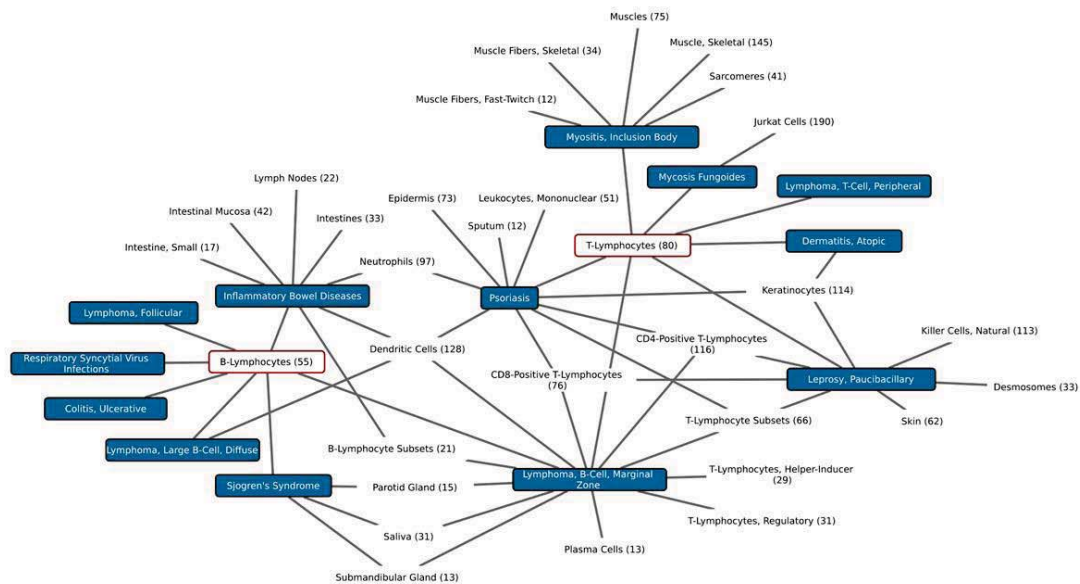 Muscles (75)
Muscle Fibers, Skeletal (34)
Muscle, Skeletal (145)
Sarcomeres (41)
Muscle Fibers, Fast-Twitch (12)
Jurkat Cells (190)
Myositis, Inclusion Body
Lymph Nodes (22)
Mycosis Fungoides
Lymphoma, T-Cell, Peripheral
Epidermis (73)
Leukocytes, Mononuclear (51)
Intestinal Mucosa (42)
Intestines (33)
Sputum (12)
T-Lymphocytes (80)
Dermatitis, Atopic
Intestine, Small (17)
Neutrophils (97)
Keratinocytes (114)
Inflammatory Bowel Diseases
Psoriasis
Lymphoma, Follicular
Killer Cells, Natural (113)
CD4-Positive T-Lymphocytes
(116)
Dendritic Cells (128)
Respiratory Syncytial Virus
Infections
B-Lymphocytes (55)
CD8-Positive T-Lymphocytes
(76)
Leprosy, Paucibacillary
Desmosomes (33)
Colitis, Ulcerative
T-Lymphocyte Subsets (66)
Skin (62)
Lymphoma, Large B-Cell, Diffuse
B-Lymphocyte Subsets (21)
Lymphoma, B-Cell, Marginal
Zone
T-Lymphocytes, Helper-Inducer
(29)
Sjogren's Syndrome
Parotid Gland (15)
T-Lymphocytes, Regulatory (31)
Saliva (31)
Plasma Cells (13)
Submandibular Gland (13)